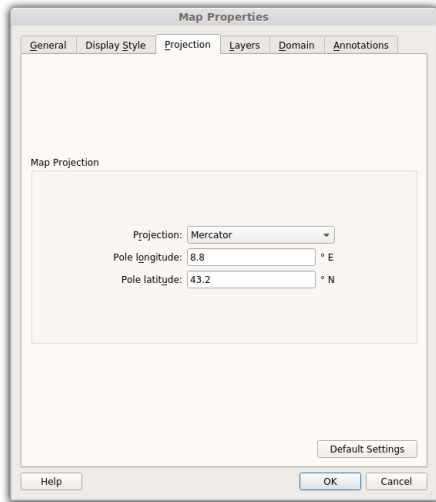 Map Properties
General Display Style Projection Layers Domain Annotations
Map Projection
Projection: Mercator
Pole longitude: 8.8 ° E
Pole latitude: 43.2 ° N
Default Settings
Help OK Cancel